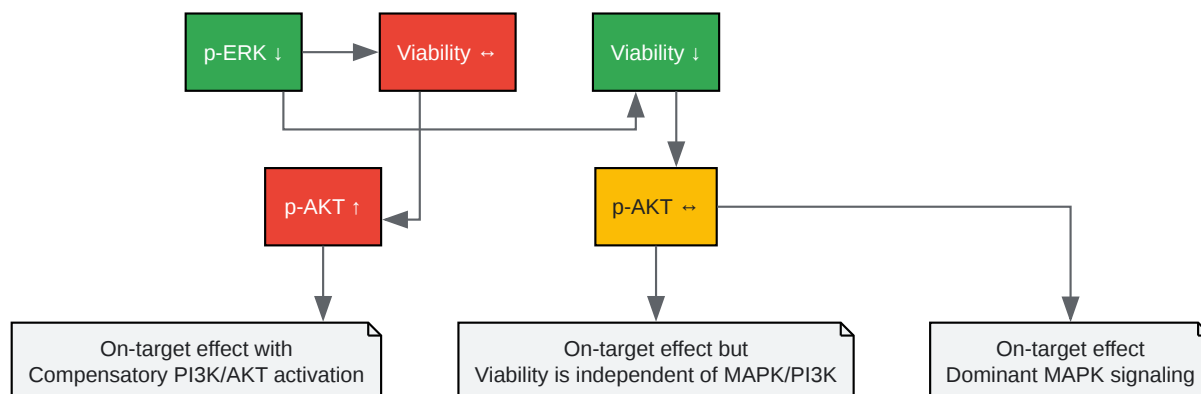 p-ERK ↓
Viability ↔
Viability ↓
p-AKT ↑
p-AKT ↔
On-target effect with
Compensatory PI3K/AKT activation
On-target effect but
Viability is independent of MAPK/PI3K
On-target effect
Dominant MAPK signaling